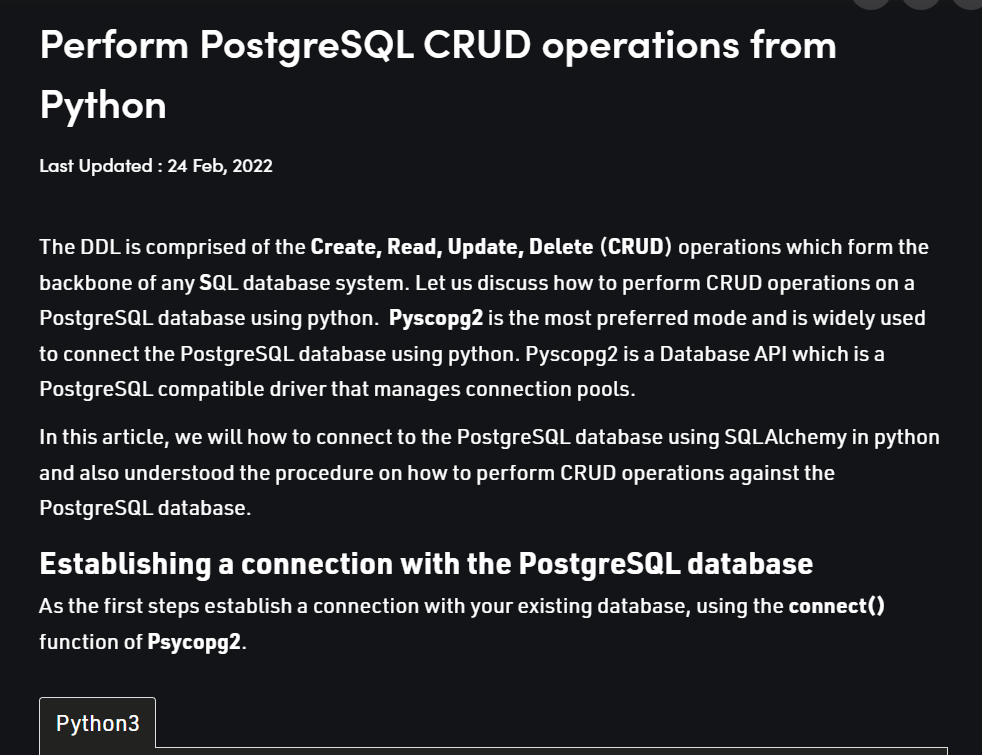 Perform PostgreSQL CRUD operations from
Python
Last Updated : 24 Feb, 2022
The DDL is comprised of the Create, Read, Update, Delete (CRUD) operations which form the
backbone of any SQL database system. Let us discuss how to perform CRUD operations on a
PostgreSQL database using python.  Pyscopg2 is the most preferred mode and is widely used
to connect the PostgreSQL database using python. Pyscopg2 is a Database API which is a
PostgreSQL compatible driver that manages connection pools.
In this article, we will how to connect to the PostgreSQL database using SQLAlchemy in python
and also understood the procedure on how to perform CRUD operations against the
PostgreSQL database.
Establishing a connection with the PostgreSQL database
As the first steps establish a connection with your existing database, using the connect()
function of Psycopg2.
Python3